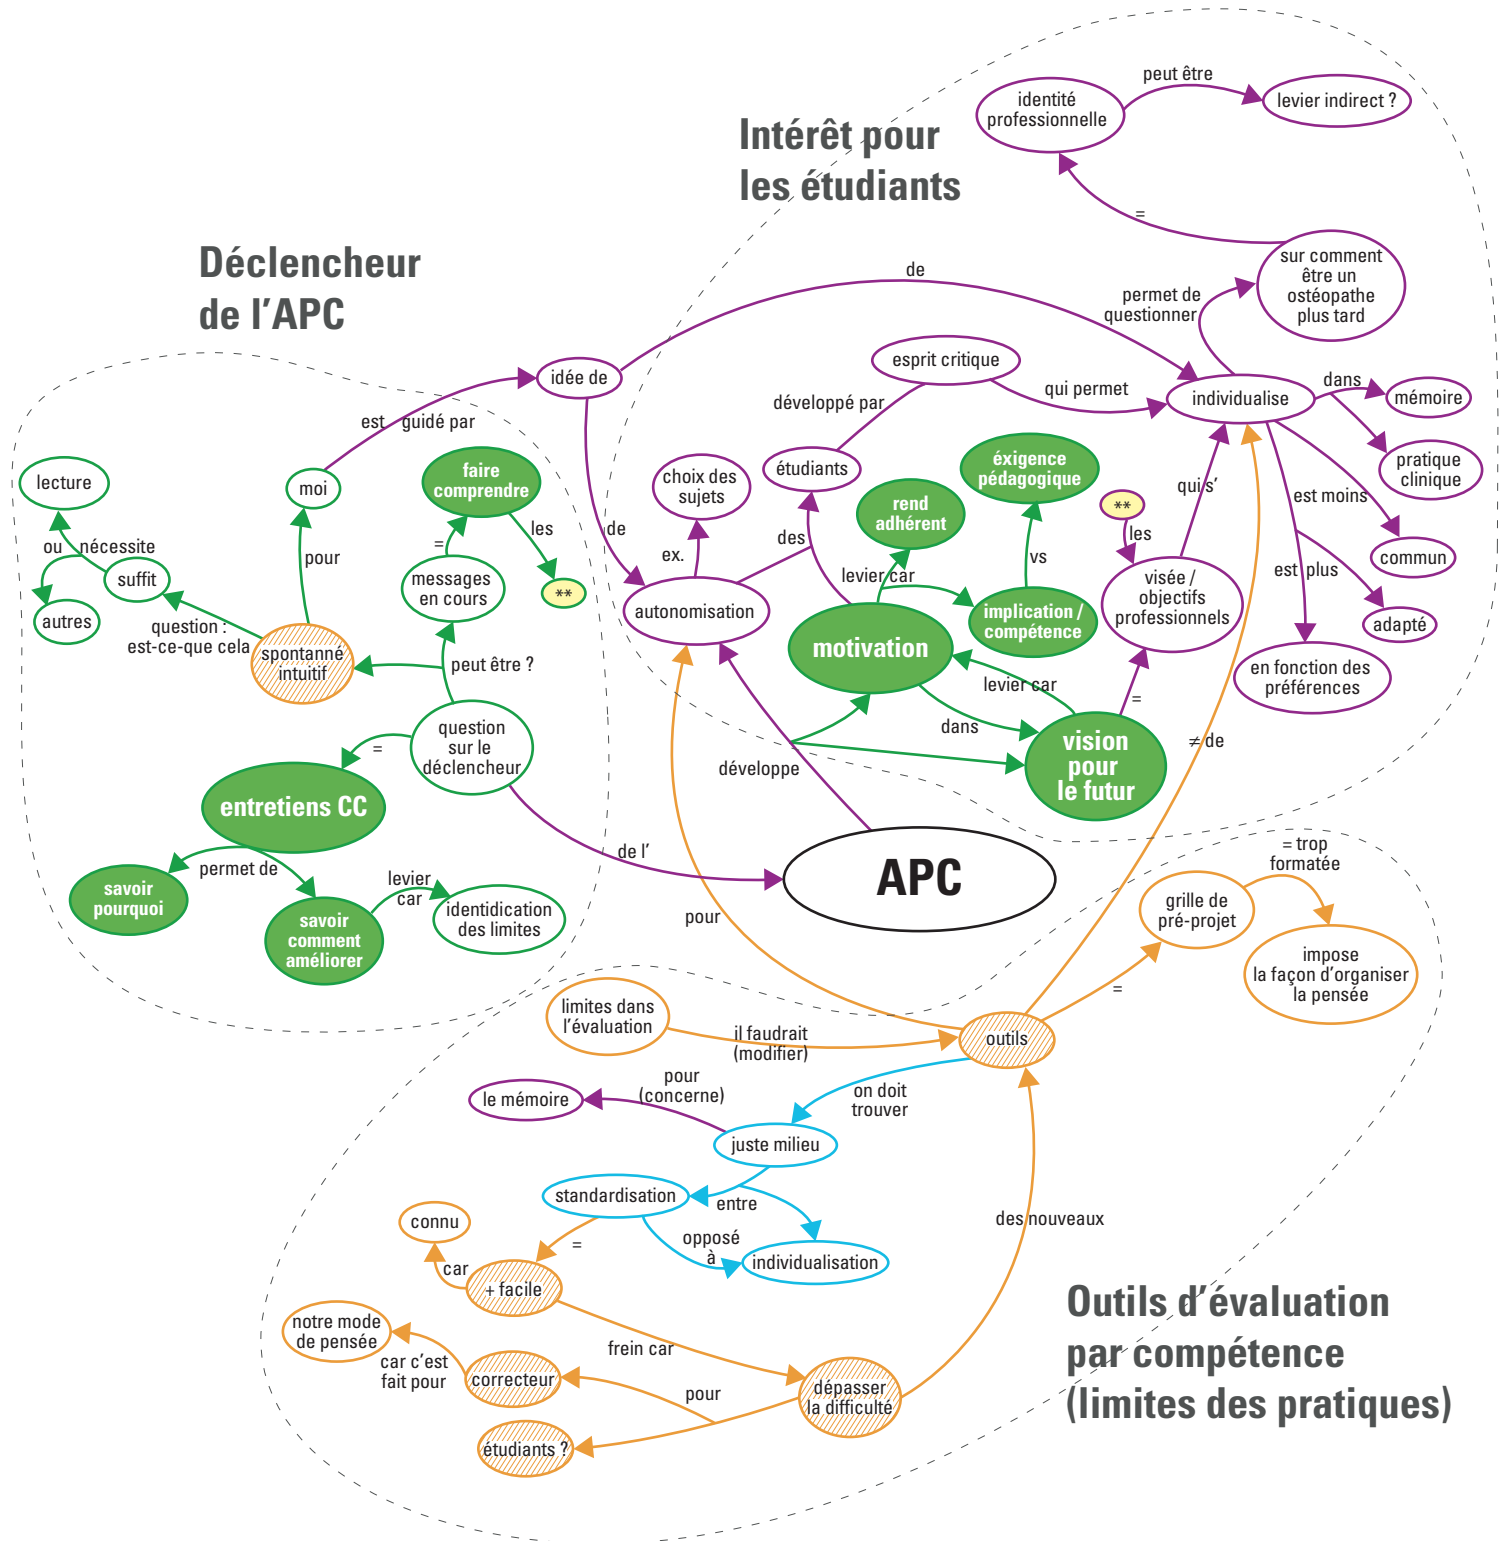 Intérêt pour
les étudiants
identité
professionnelle
peut être
levier indirect ?
=
sur comment
être un
ostéopathe
plus tard
permet de
questionner
de
esprit critique
développé par
qui permet
individualise
dans
mémoire
pratique
clinique
est moins
commun
est plus
adapté
en fonction des
préférences
qui s'
**
les
visée /
objectifs
professionnels
=
étudiants
des
choix des
sujets
ex.
autonomisation
de
éxigence
pédagogique
rend
adhérent
vs
levier car
implication /
compétence
motivation
levier car
dans
vision
pour
le futur
développe
≠ de
Déclencheur
de l'APC
idée de
est guidé par
moi
pour
lecture
ou nécessite
suffit
autres
question :
est-ce-que cela
spontanné
intuitif
faire
comprendre
les
**
=
messages
en cours
peut être ?
question
sur le
déclencheur
=
entretiens CC
permet de
savoir
pourquoi
savoir
comment
améliorer
levier
car
identidication
des limites
de l'
APC
pour
= trop
formatée
grille de
pré-projet
impose
la façon d'organiser
la pensée
=
limites dans
l'évaluation
il faudrait
(modifier)
outils
on doit
trouver
pour
(concerne)
le mémoire
juste milieu
standardisation
entre
opposé
à
individualisation
=
connu
car
+ facile
notre mode
de pensée
car c'est
fait pour
correcteur
frein car
pour
dépasser
la difficulté
étudiants ?
des nouveaux
Outils d'évaluation
par compétence
(limites des pratiques)